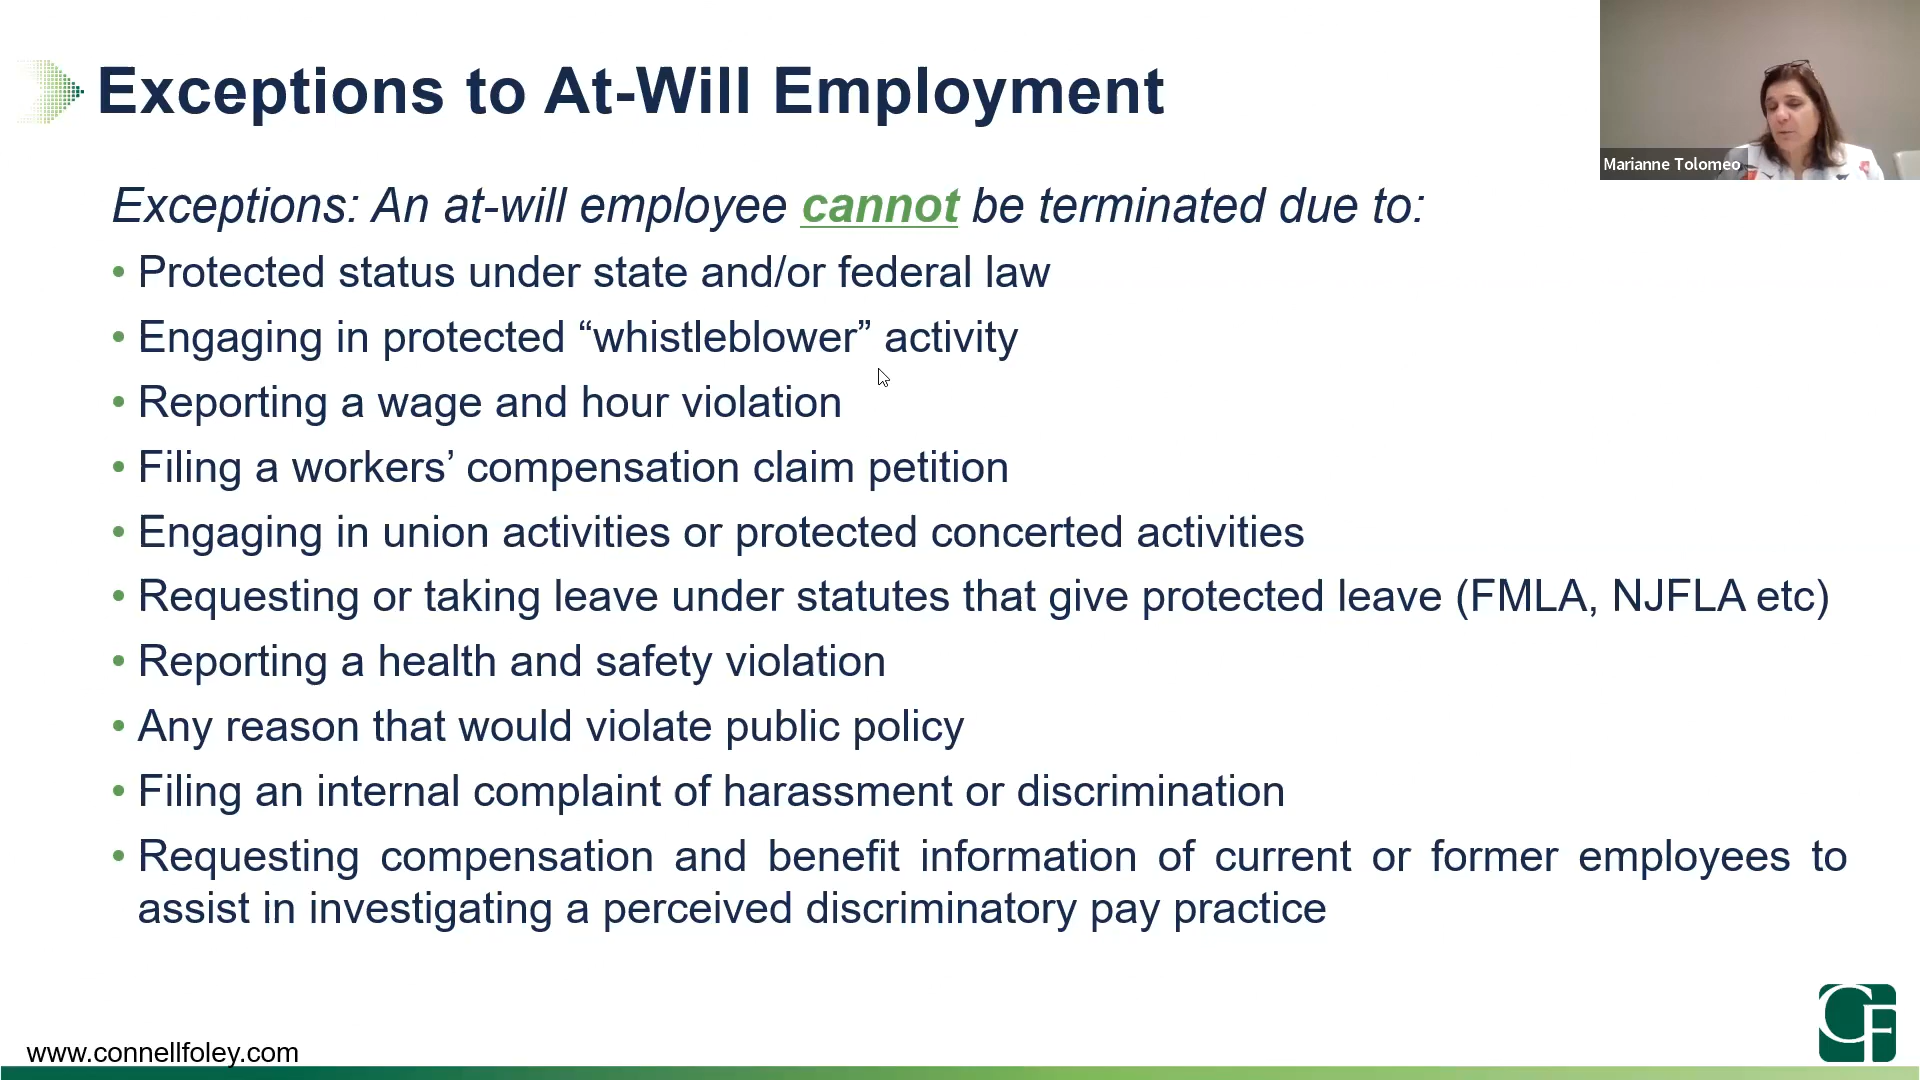 Exceptions to At-Will Employment
Marianne Tolomeo
Exceptions: An at-will employee cannot be terminated due to:
• Protected status under state and/or federal law
• Engaging in protected “whistleblower” activity
• Reporting a wage and hour violation
• Filing a workers’ compensation claim petition
• Engaging in union activities or protected concerted activities
• Requesting or taking leave under statutes that give protected leave (FMLA, NJFLA etc)
• Reporting a health and safety violation
• Any reason that would violate public policy
• Filing an internal complaint of harassment or discrimination
• Requesting compensation and benefit information of current or former employees to
assist in investigating a perceived discriminatory pay practice
CF
www.connellfoley.com